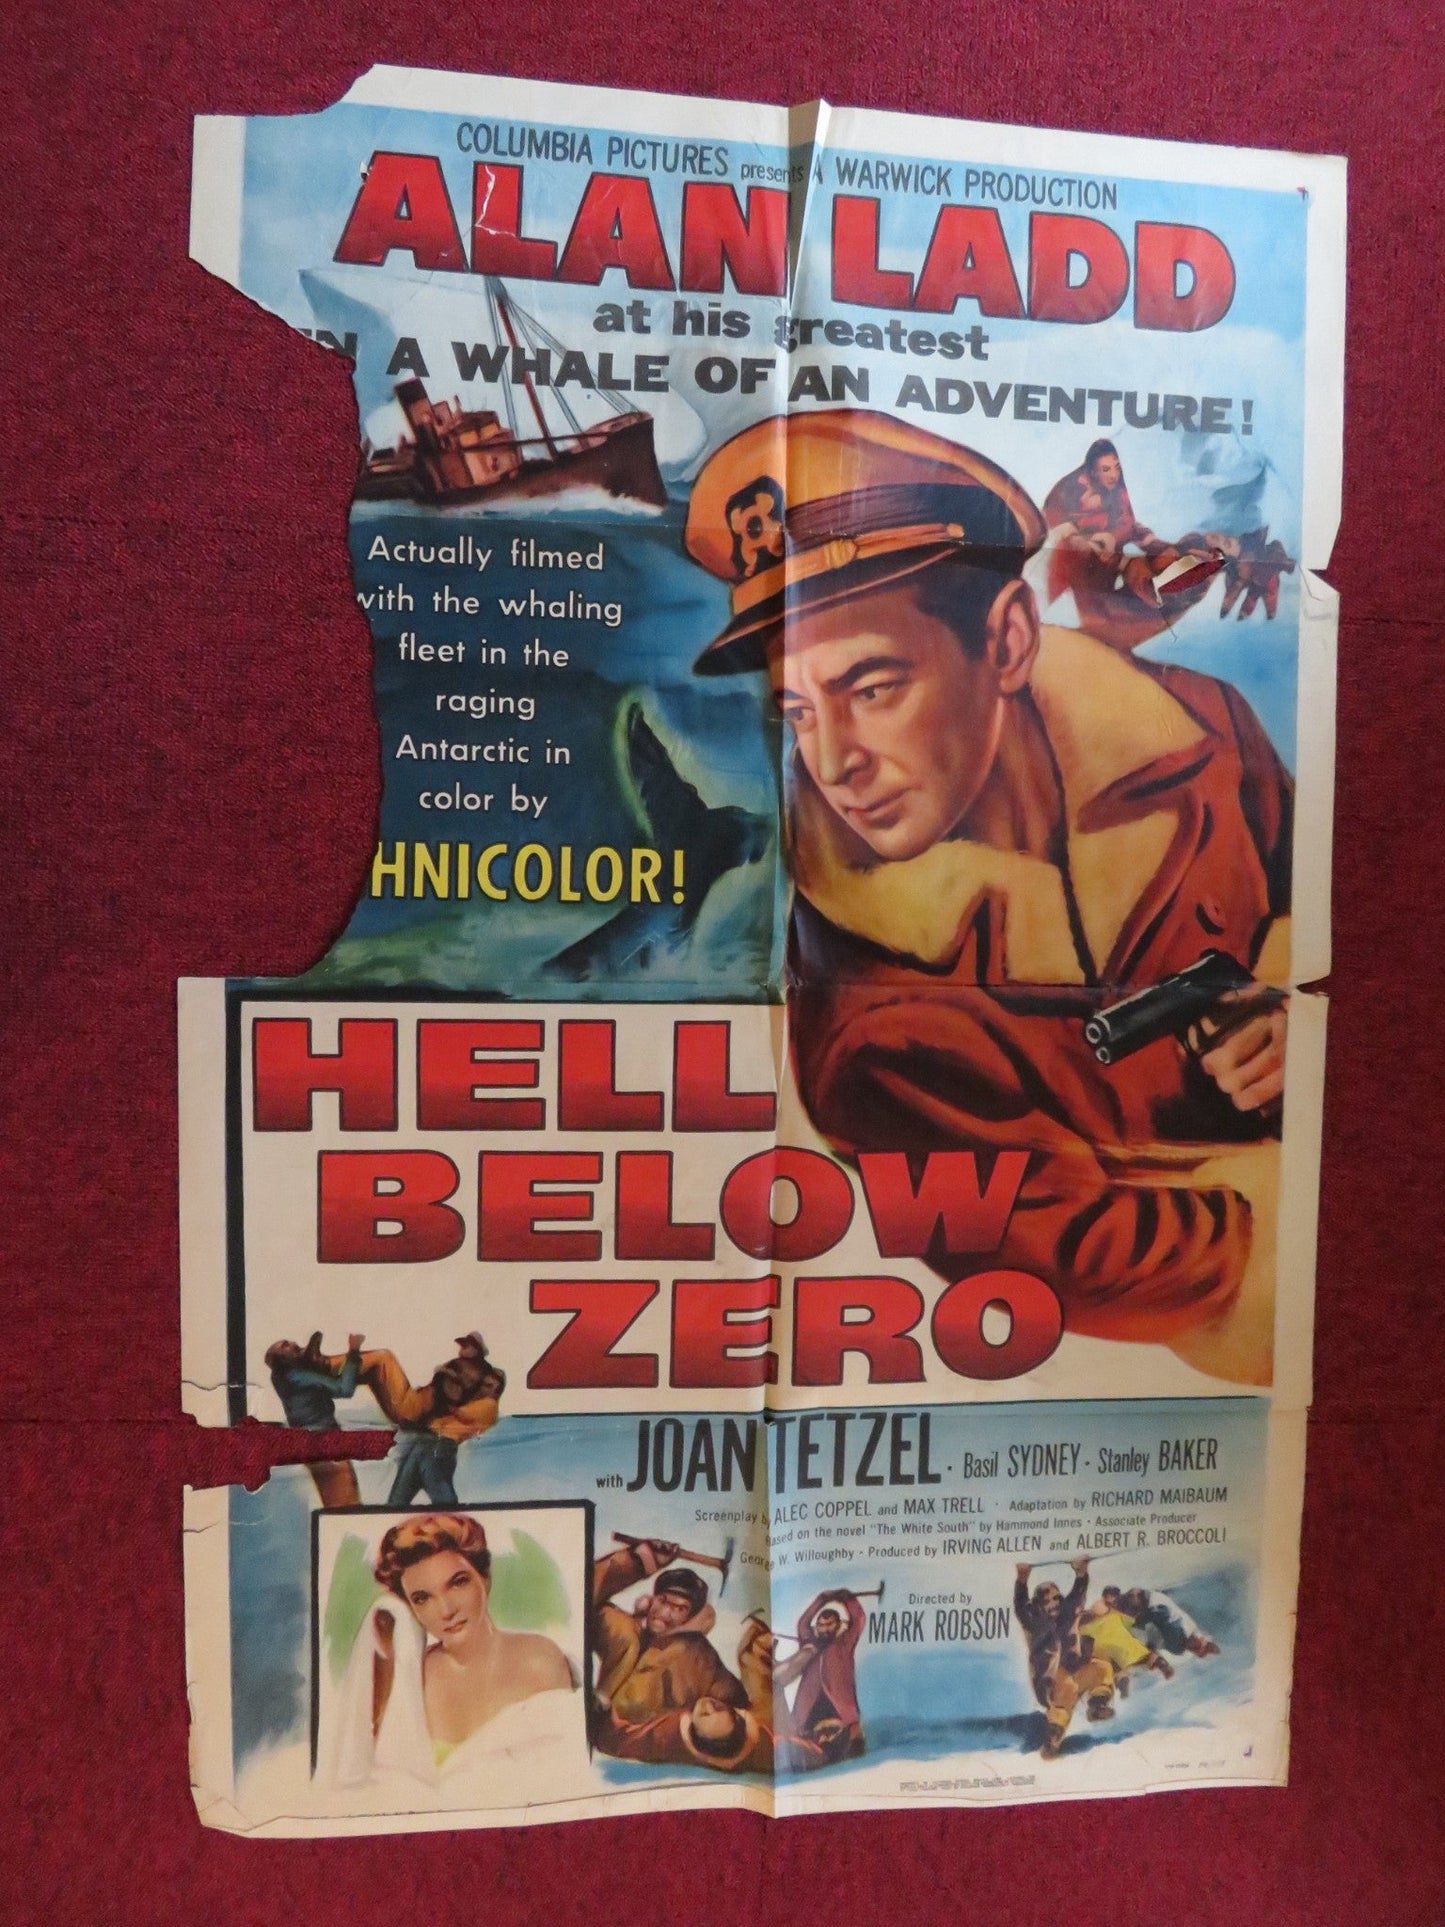 COLUMBIA PICTURES presents A WARWICK PRODUCTION
ALAN LADD
at his greatest
IN A WHALE OF AN ADVENTURE!
Actually filmed
with the whaling
fleet in the
raging
Antarctic in
color by
HNICOLOR!
HELL
BELOW
ZERO
with JOAN TETZEL · Basil SYDNEY · Stanley BAKER
Screenplay by ALEC COPPEL and MAX TRELL · Adaptation by RICHARD MAIBAUM
Based on the novel "The White South" by Hammond Innes · Associate Producer
George W. Willoughby · Produced by IRVING ALLEN and ALBERT R. BROCCOLI
Directed by
MARK ROBSON